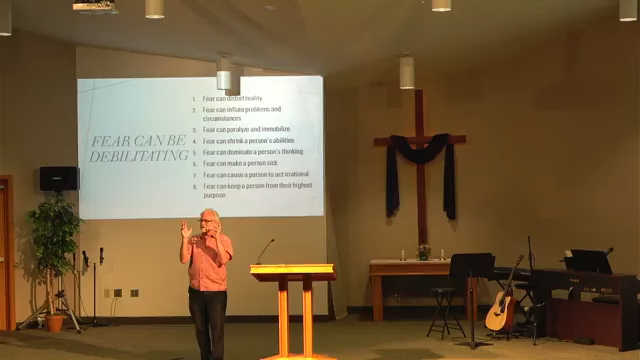 FEAR CAN BE
DEBILITATING
1. Fear can distort reality
2. Fear can inflate problems and
circumstances
3. Fear can paralyze and immobilize
4. Fear can shrink a person's abilities
5. Fear can dominate a person's thinking
6. Fear can make a person sick
7. Fear can cause a person to act irrational
8. Fear can keep a person from their highest
purpose